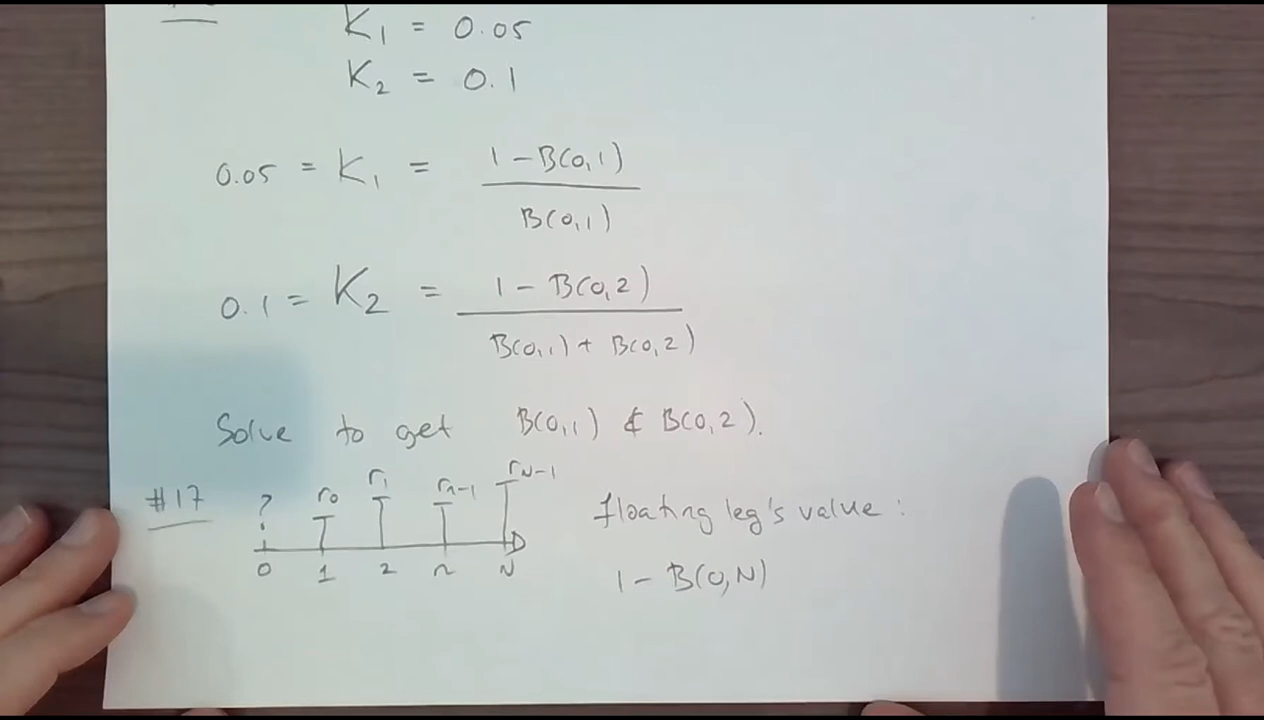 K₁ = 0.05
K₂ = 0.1
0.05 = K₁ = (1 - B(0,1)) / B(0,1)
0.1 = K₂ = (1 - B(0,2)) / (B(0,1) + B(0,2))
Solve to get B(0,1) & B(0,2).
#17 ? r₀ r₁ rₙ₋₁ r_N-1 floating leg's value :
0 1 2 n N 1 - B(0,N)